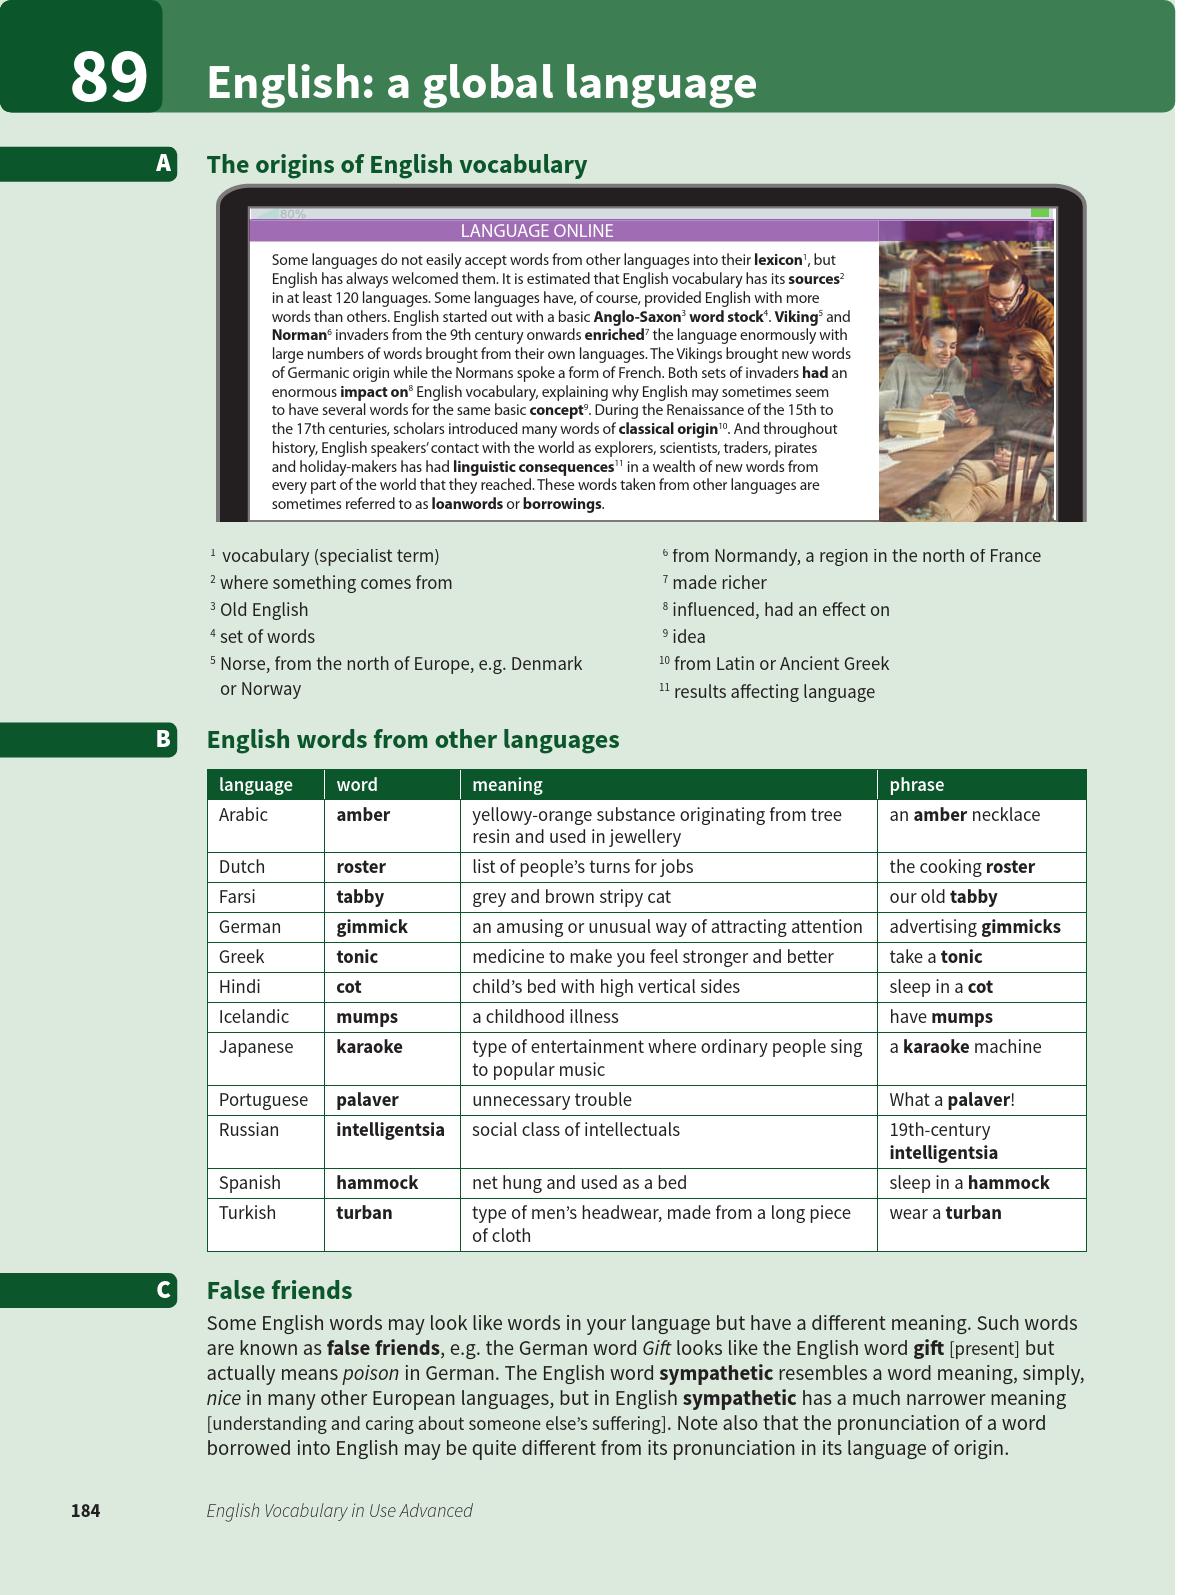 89
English: a global language
A
The origins of English vocabulary
80%
LANGUAGE ONLINE
Some languages do not easily accept words from other languages into their lexicon¹, but
English has always welcomed them. It is estimated that English vocabulary has its sources²
in at least 120 languages. Some languages have, of course, provided English with more
words than others. English started out with a basic Anglo-Saxon³ word stock⁴. Viking⁵ and
Norman⁶ invaders from the 9th century onwards enriched⁷ the language enormously with
large numbers of words brought from their own languages. The Vikings brought new words
of Germanic origin while the Normans spoke a form of French. Both sets of invaders had an
enormous impact on⁸ English vocabulary, explaining why English may sometimes seem
to have several words for the same basic concept⁹. During the Renaissance of the 15th to
the 17th centuries, scholars introduced many words of classical origin¹⁰. And throughout
history, English speakers' contact with the world as explorers, scientists, traders, pirates
and holiday-makers has had linguistic consequences¹¹ in a wealth of new words from
every part of the world that they reached. These words taken from other languages are
sometimes referred to as loanwords or borrowings.
¹ vocabulary (specialist term)
² where something comes from
³ Old English
⁴ set of words
⁵ Norse, from the north of Europe, e.g. Denmark
or Norway
⁶ from Normandy, a region in the north of France
⁷ made richer
⁸ influenced, had an effect on
⁹ idea
¹⁰ from Latin or Ancient Greek
¹¹ results affecting language
B
English words from other languages
language word meaning phrase
Arabic amber yellowy-orange substance originating from tree an amber necklace
resin and used in jewellery
Dutch roster list of people's turns for jobs the cooking roster
Farsi tabby grey and brown stripy cat our old tabby
German gimmick an amusing or unusual way of attracting attention advertising gimmicks
Greek tonic medicine to make you feel stronger and better take a tonic
Hindi cot child's bed with high vertical sides sleep in a cot
Icelandic mumps a childhood illness have mumps
Japanese karaoke type of entertainment where ordinary people sing a karaoke machine
to popular music
Portuguese palaver unnecessary trouble What a palaver!
Russian intelligentsia social class of intellectuals 19th-century
intelligentsia
Spanish hammock net hung and used as a bed sleep in a hammock
Turkish turban type of men's headwear, made from a long piece wear a turban
of cloth
C
False friends
Some English words may look like words in your language but have a different meaning. Such words
are known as false friends, e.g. the German word Gift looks like the English word gift [present] but
actually means poison in German. The English word sympathetic resembles a word meaning, simply,
nice in many other European languages, but in English sympathetic has a much narrower meaning
[understanding and caring about someone else's suffering]. Note also that the pronunciation of a word
borrowed into English may be quite different from its pronunciation in its language of origin.
184
English Vocabulary in Use Advanced